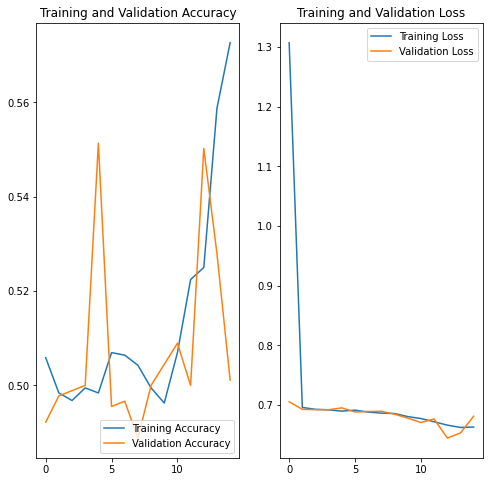 Training and Validation Accuracy
0.56
0.54
0.52
0.50
0
5
10
Training Accuracy
Validation Accuracy
Training and Validation Loss
1.3
1.2
1.1
1.0
0.9
0.8
0.7
0
5
10
Training Loss
Validation Loss